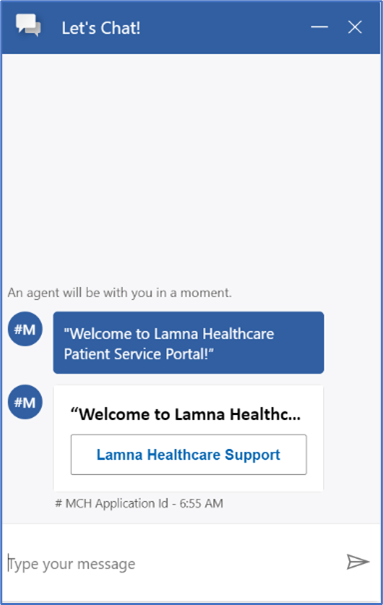 Let's Chat!
An agent will be with you in a moment.
#M
"Welcome to Lamna Healthcare
Patient Service Portal!"
#M
“Welcome to Lamna Healthc...
Lamna Healthcare Support
# MCH Application Id - 6:55 AM
Type your message